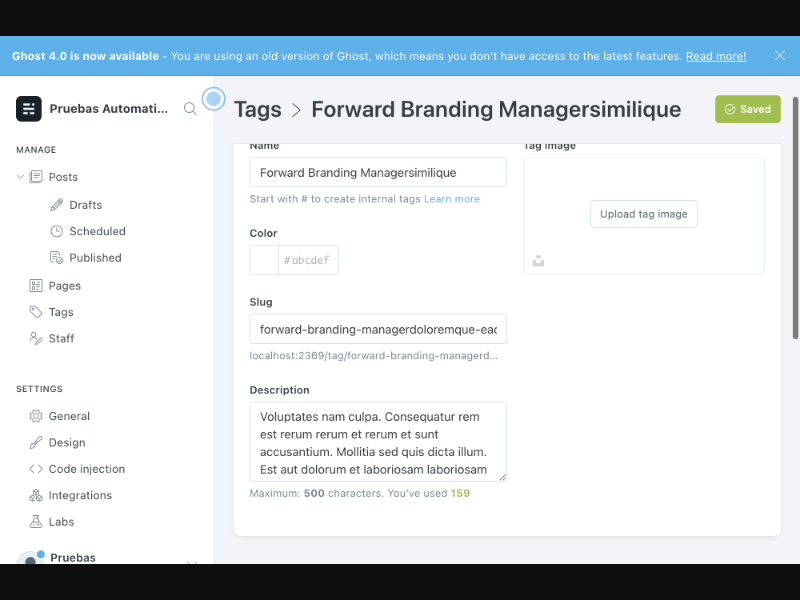 Ghost 4.0 is now available - You are using an old version of Ghost, which means you don't have access to the latest features. Read more!
Pruebas Automati...
Tags > Forward Branding Managersimilique
Saved
MANAGE
Posts
Drafts
Scheduled
Published
Pages
Tags
Staff
SETTINGS
General
Design
Code injection
Integrations
Labs
Pruebas
Name
Forward Branding Managersimilique
Start with # to create internal tags Learn more
Color
#abcdef
Slug
forward-branding-managerdoloremque-eac
localhost:2369/tag/forward-branding-managerd...
Description
Voluptates nam culpa. Consequatur rem
est rerum rerum et rerum et sunt
accusantium. Mollitia sed quis dicta illum.
Est aut dolorum et laboriosam laboriosam
Maximum: 500 characters. You've used 159
Tag image
Upload tag image